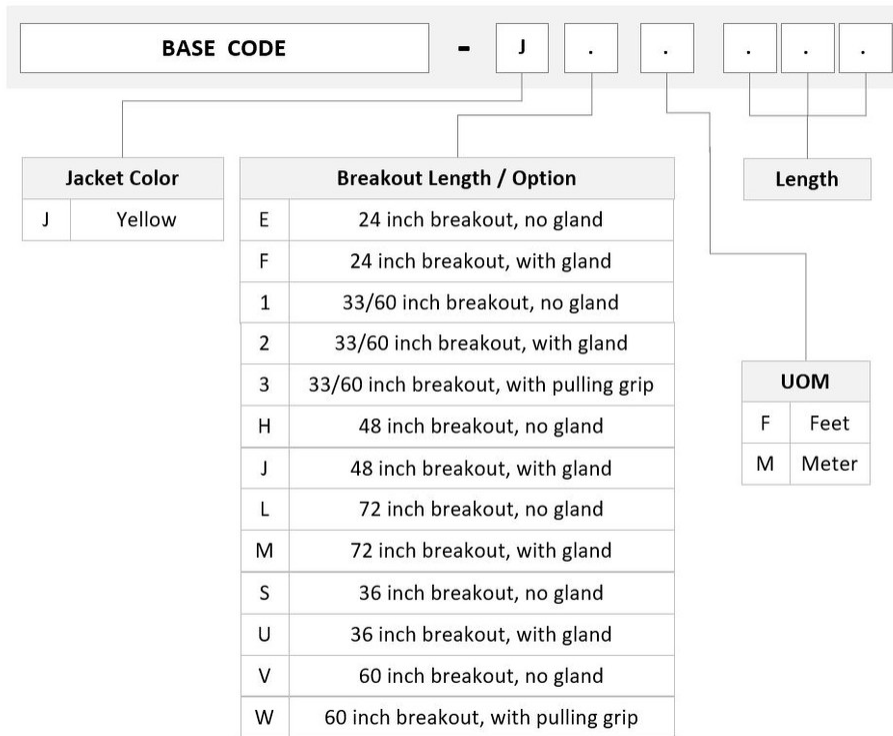 BASE CODE - J . . . . .
Jacket Color
J Yellow
Breakout Length / Option
E 24 inch breakout, no gland
F 24 inch breakout, with gland
1 33/60 inch breakout, no gland
2 33/60 inch breakout, with gland
3 33/60 inch breakout, with pulling grip
H 48 inch breakout, no gland
J 48 inch breakout, with gland
L 72 inch breakout, no gland
M 72 inch breakout, with gland
S 36 inch breakout, no gland
U 36 inch breakout, with gland
V 60 inch breakout, no gland
W 60 inch breakout, with pulling grip
Length
UOM
F Feet
M Meter